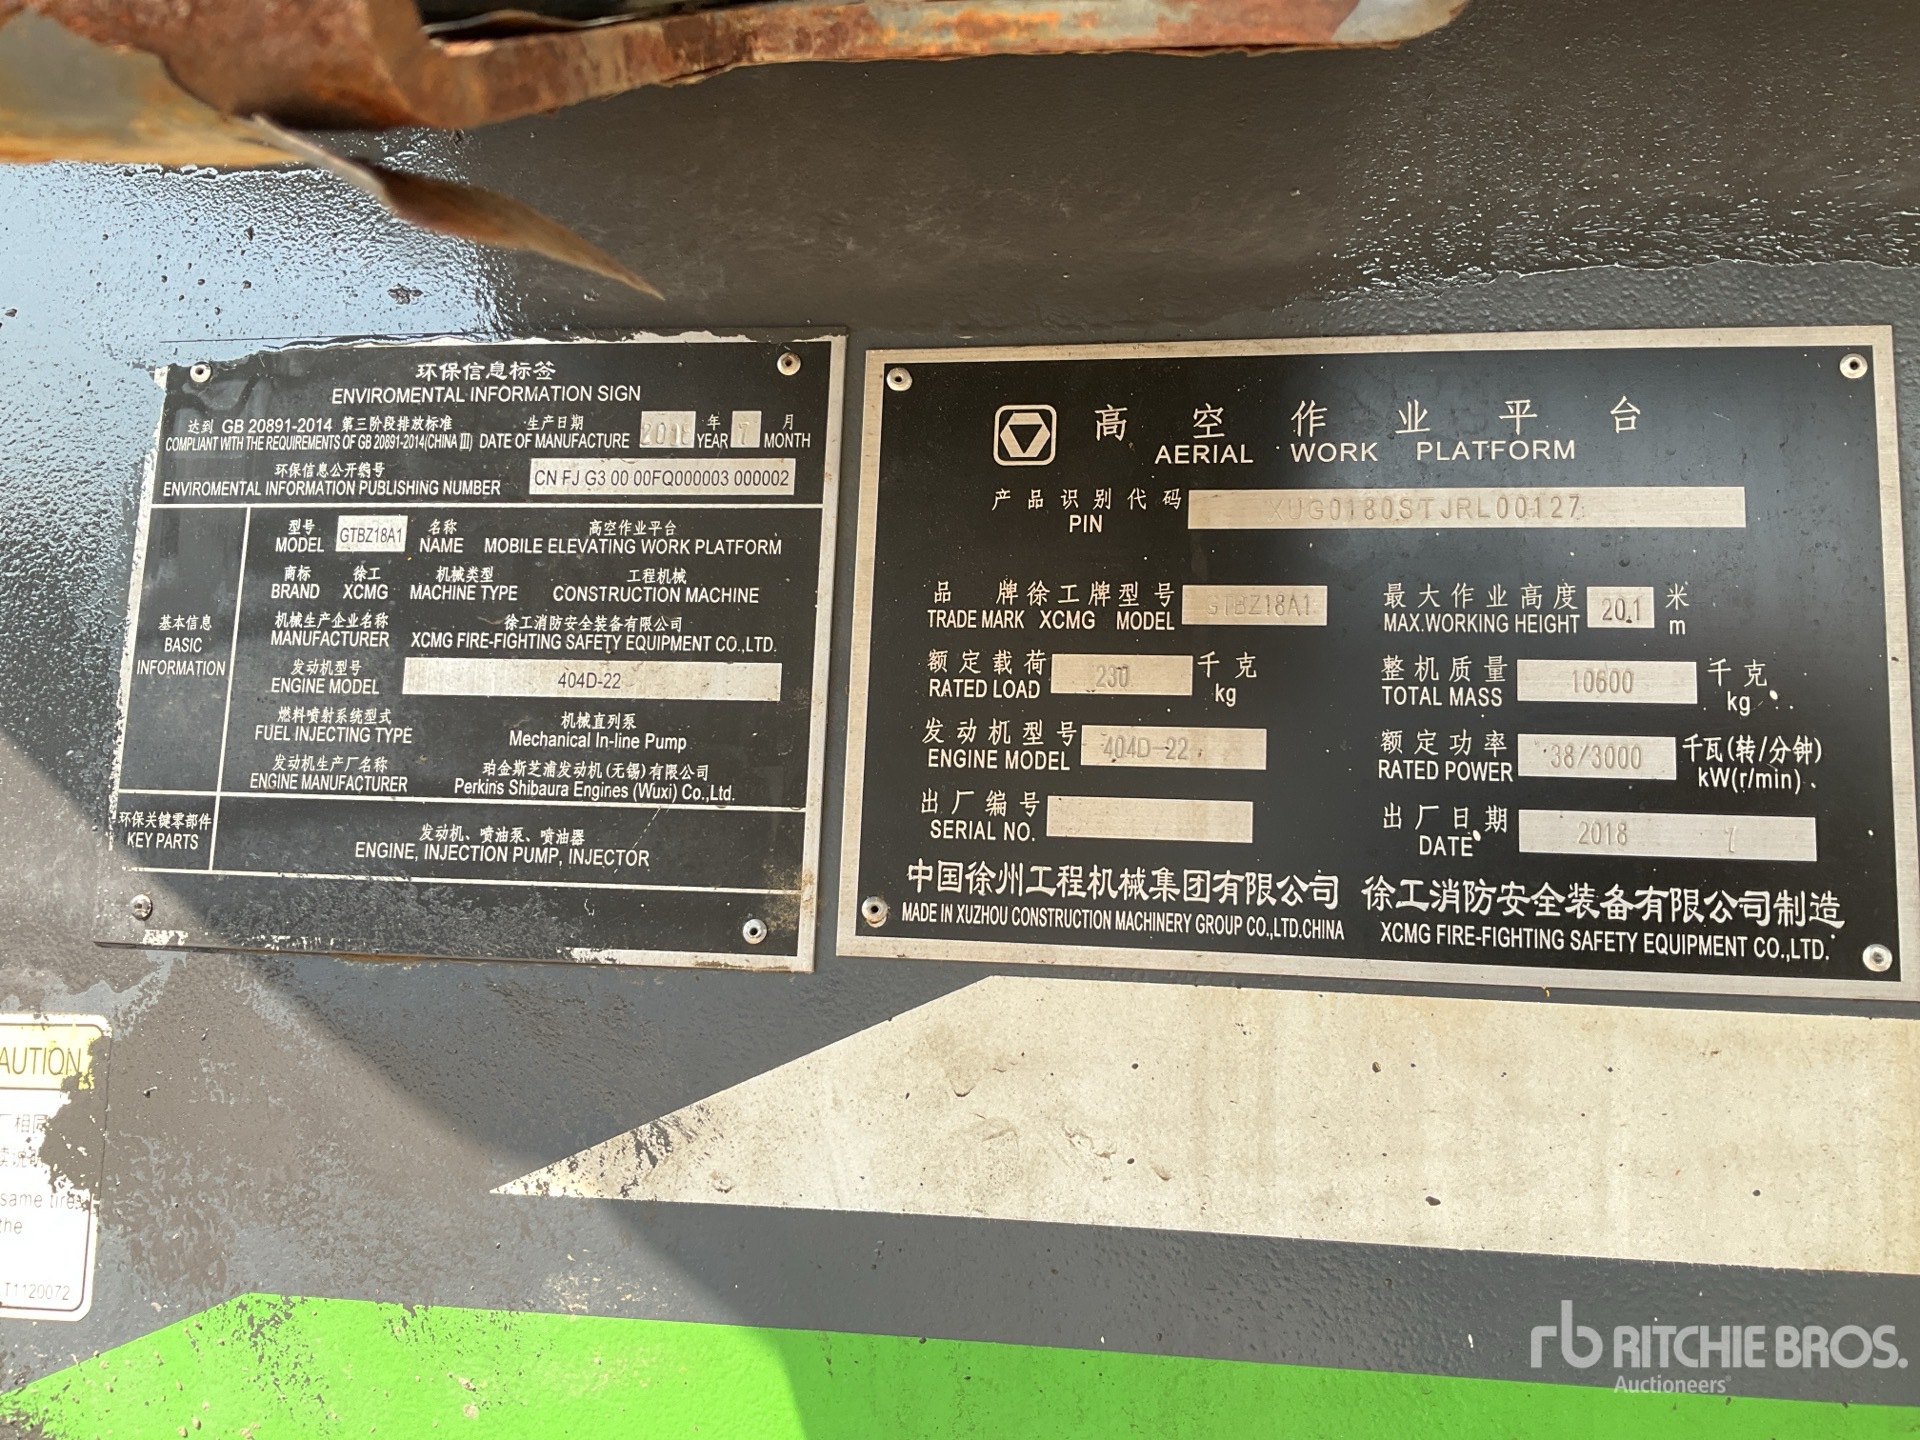 环保信息标签
ENVIROMENTAL INFORMATION SIGN
达到 GB 20891-2014 第三阶段排放标准 生产日期 年 月
COMPLIANT WITH THE REQUIREMENTS OF GB 20891-2014(CHINA Ⅲ) DATE OF MANUFACTURE 2018 YEAR 7 MONTH
环保信息公开编号
ENVIROMENTAL INFORMATION PUBLISHING NUMBER CN FJ G3 00 00FQ000003 000002
基本信息
BASIC
INFORMATION
型号 名称 高空作业平台
MODEL GTBZ18A1 NAME MOBILE ELEVATING WORK PLATFORM
商标 徐工 机械类型 工程机械
BRAND XCMG MACHINE TYPE CONSTRUCTION MACHINE
机械生产企业名称 徐工消防安全装备有限公司
MANUFACTURER XCMG FIRE-FIGHTING SAFETY EQUIPMENT CO.,LTD.
发动机型号
ENGINE MODEL 404D-22
燃料喷射系统型式 机械直列泵
FUEL INJECTING TYPE Mechanical In-line Pump
发动机生产厂名称 珀金斯芝浦发动机(无锡)有限公司
ENGINE MANUFACTURER Perkins Shibaura Engines (Wuxi) Co.,Ltd.
环保关键零部件
KEY PARTS
发动机、喷油泵、喷油器
ENGINE, INJECTION PUMP, INJECTOR
高空作业平台
AERIAL WORK PLATFORM
产品识别代码
PIN XUG0180STJRL00127
品牌徐工牌型号
TRADE MARK XCMG MODEL GTBZ18A1
最大作业高度 米
MAX.WORKING HEIGHT 20.1 m
额定载荷 千克
RATED LOAD 230 kg
整机质量 千克
TOTAL MASS 10600 kg
发动机型号
ENGINE MODEL 404D-22
额定功率 千瓦(转/分钟)
RATED POWER 38/3000 kW(r/min)
出厂编号
SERIAL NO.
出厂日期
DATE 2018 7
中国徐州工程机械集团有限公司 徐工消防安全装备有限公司制造
MADE IN XUZHOU CONSTRUCTION MACHINERY GROUP CO.,LTD.CHINA XCMG FIRE-FIGHTING SAFETY EQUIPMENT CO.,LTD.
AUTION
相同
same tire
the
T1120072
rb RITCHIE BROS.
Auctioneers